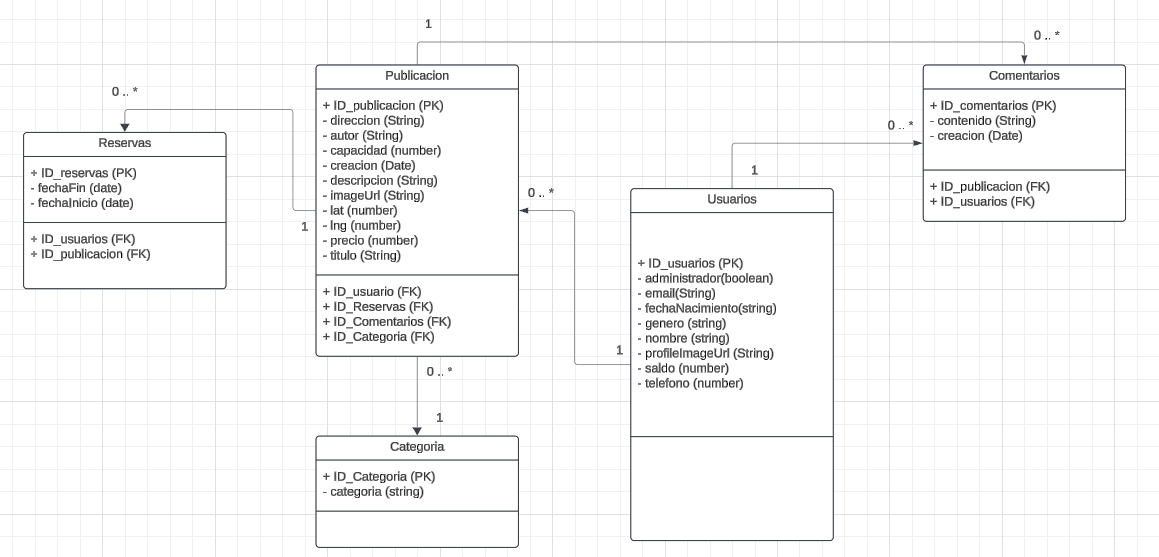 1
0 .. *
Publicacion
+ ID_publicacion (PK)
- direccion (String)
- autor (String)
- capacidad (number)
- creacion (Date)
- descripcion (String)
- imageUrl (String)
- lat (number)
- lng (number)
- precio (number)
- titulo (String)
+ ID_usuario (FK)
+ ID_Reservas (FK)
+ ID_Comentarios (FK)
+ ID_Categoria (FK)
Comentarios
+ ID_comentarios (PK)
- contenido (String)
- creacion (Date)
+ ID_publicacion (FK)
+ ID_usuarios (FK)
0 .. *
Reservas
+ ID_reservas (PK)
- fechaFin (date)
- fechaInicio (date)
+ ID_usuarios (FK)
+ ID_publicacion (FK)
1
0 .. *
1
0 .. *
1
Usuarios
+ ID_usuarios (PK)
- administrador(boolean)
- email(String)
- fechaNacimiento(string)
- genero (string)
- nombre (string)
- profileImageUrl (String)
- saldo (number)
- telefono (number)
0 .. *
1
Categoria
+ ID_Categoria (PK)
- categoria (string)